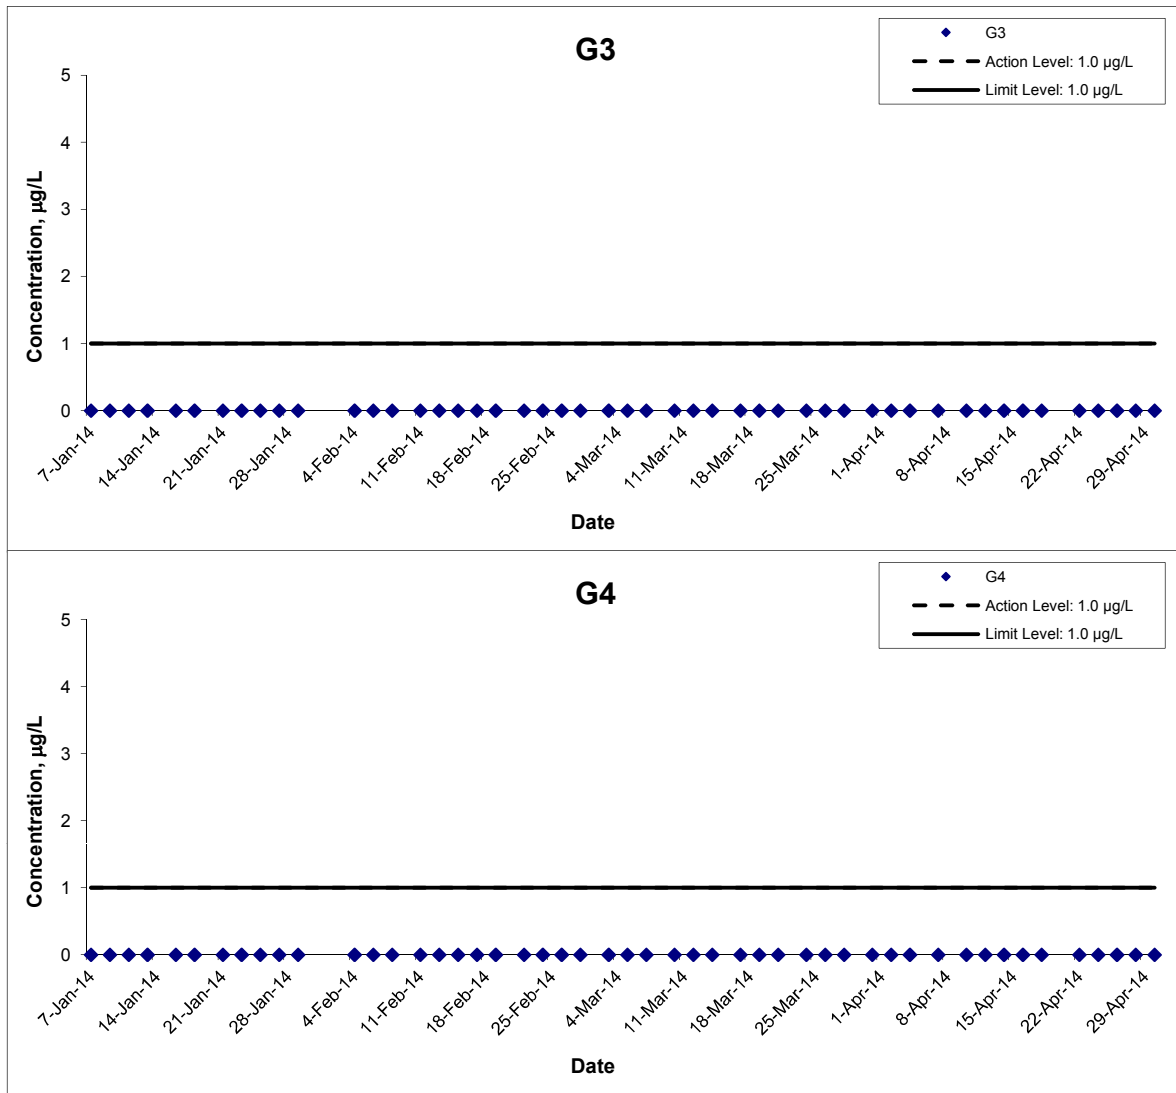 G3
G3
Action Level: 1.0 µg/L
Limit Level: 1.0 µg/L
Concentration, µg/L
5
4
3
2
1
0
7-Jan-14
14-Jan-14
21-Jan-14
28-Jan-14
4-Feb-14
11-Feb-14
18-Feb-14
25-Feb-14
4-Mar-14
11-Mar-14
18-Mar-14
25-Mar-14
1-Apr-14
8-Apr-14
15-Apr-14
22-Apr-14
29-Apr-14
Date
G4
G4
Action Level: 1.0 µg/L
Limit Level: 1.0 µg/L
Concentration, µg/L
5
4
3
2
1
0
7-Jan-14
14-Jan-14
21-Jan-14
28-Jan-14
4-Feb-14
11-Feb-14
18-Feb-14
25-Feb-14
4-Mar-14
11-Mar-14
18-Mar-14
25-Mar-14
1-Apr-14
8-Apr-14
15-Apr-14
22-Apr-14
29-Apr-14
Date